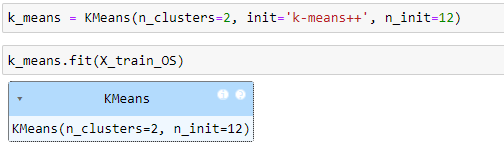 k_means = KMeans(n_clusters=2, init='k-means++', n_init=12)
k_means.fit(X_train_OS)
KMeans
KMeans(n_clusters=2, n_init=12)